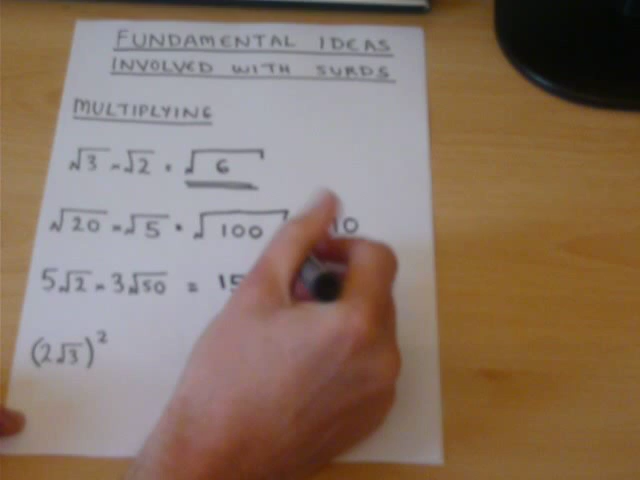 FUNDAMENTAL IDEAS
INVOLVED WITH SURDS
MULTIPLYING
√3 × √2 = √6
√20 × √5 = √100 10
5√2 × 3√50 = 15
(2√3)²